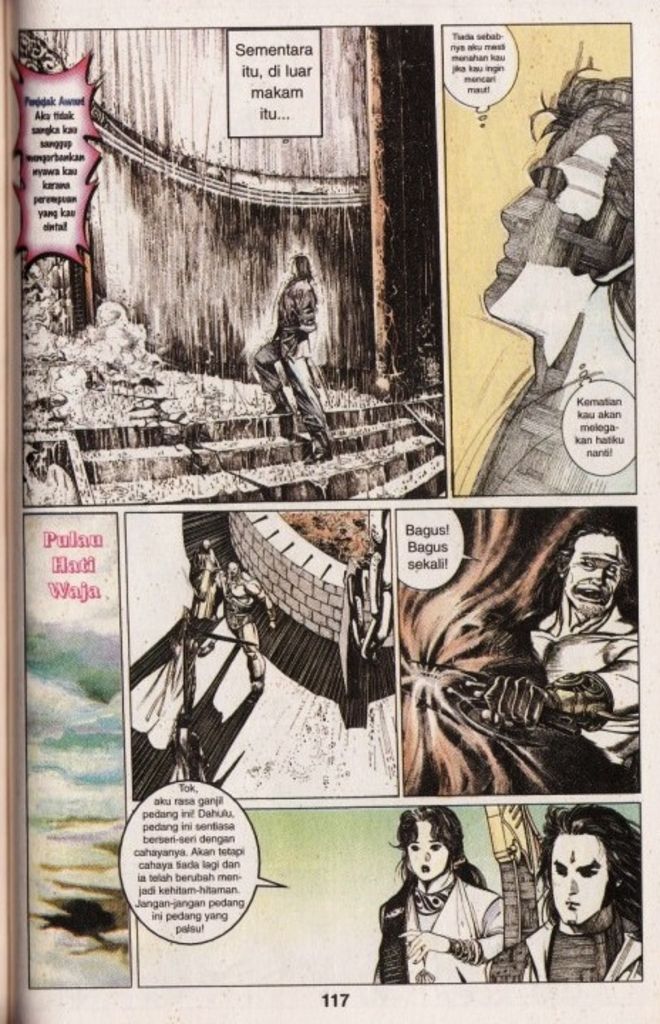 Sementara
itu, di luar
makam
itu...
Pendekak Awan!
Aku tidak
sangka kau
sanggup
mengorbankan
nyawa kau
kerana
perempuan
yang kau
cintai!
Tiada sebab-
nya aku mesti
menahan kau
jika kau ingin
mencari
maut!
Kematian
kau akan
melega-
kan hatiku
nanti!
Pulau
Hati
Waja
Bagus!
Bagus
sekali!
Tok,
aku rasa ganjil
pedang ini! Dahulu,
pedang ini sentiasa
berseri-seri dengan
cahayanya. Akan tetapi
cahaya tiada lagi dan
ia telah berubah men-
jadi kehitam-hitaman.
Jangan-jangan pedang
ini pedang yang
palsu!
117